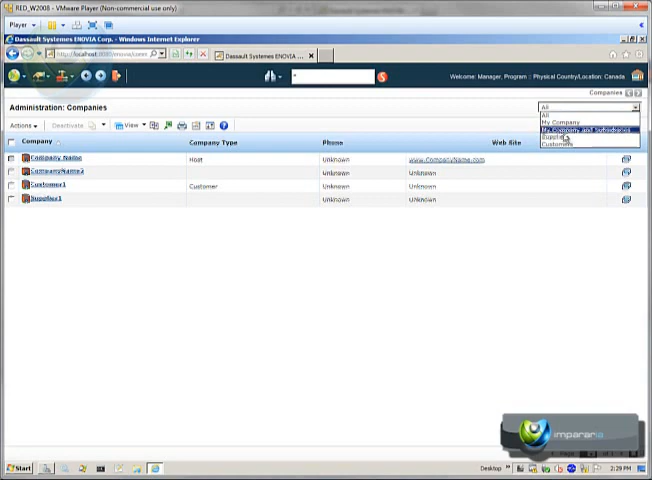 RED_W2008 - VMware Player (Non-commercial use only)
Player
Dassault Systemes ENOVIA Corp. - Windows Internet Explorer
Dassault Systemes ENOVIA ...
Welcome: Manager, Program :: Physical Country/Location: Canada
Companies
Administration: Companies
All
Actions
Deactivate
View
All
My Company
My Company and Subsidiaries
Customers
Company
Company Type
Phone
Web Site
Company Name
Host
Unknown
www.CompanyName.com
CompanyName2
Unknown
Unknown
Customer1
Customer
Unknown
Unknown
Supplier1
Unknown
Unknown
impararia
Start
Desktop
2:29 PM